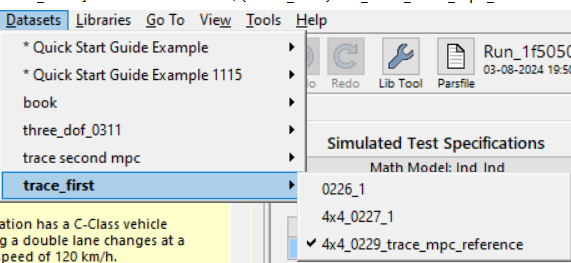 Datasets Libraries Go To View Tools Help
* Quick Start Guide Example
* Quick Start Guide Example 1115
book
three_dof_0311
trace second mpc
trace_first
Redo
Lib Tool
Parsfile
Run_1f5050
03-08-2024 19:50
Simulated Test Specifications
Math Model: Ind_Ind
0226_1
4x4_0227_1
4x4_0229_trace_mpc_reference
ation has a C-Class vehicle
g a double lane changes at a
speed of 120 km/h.